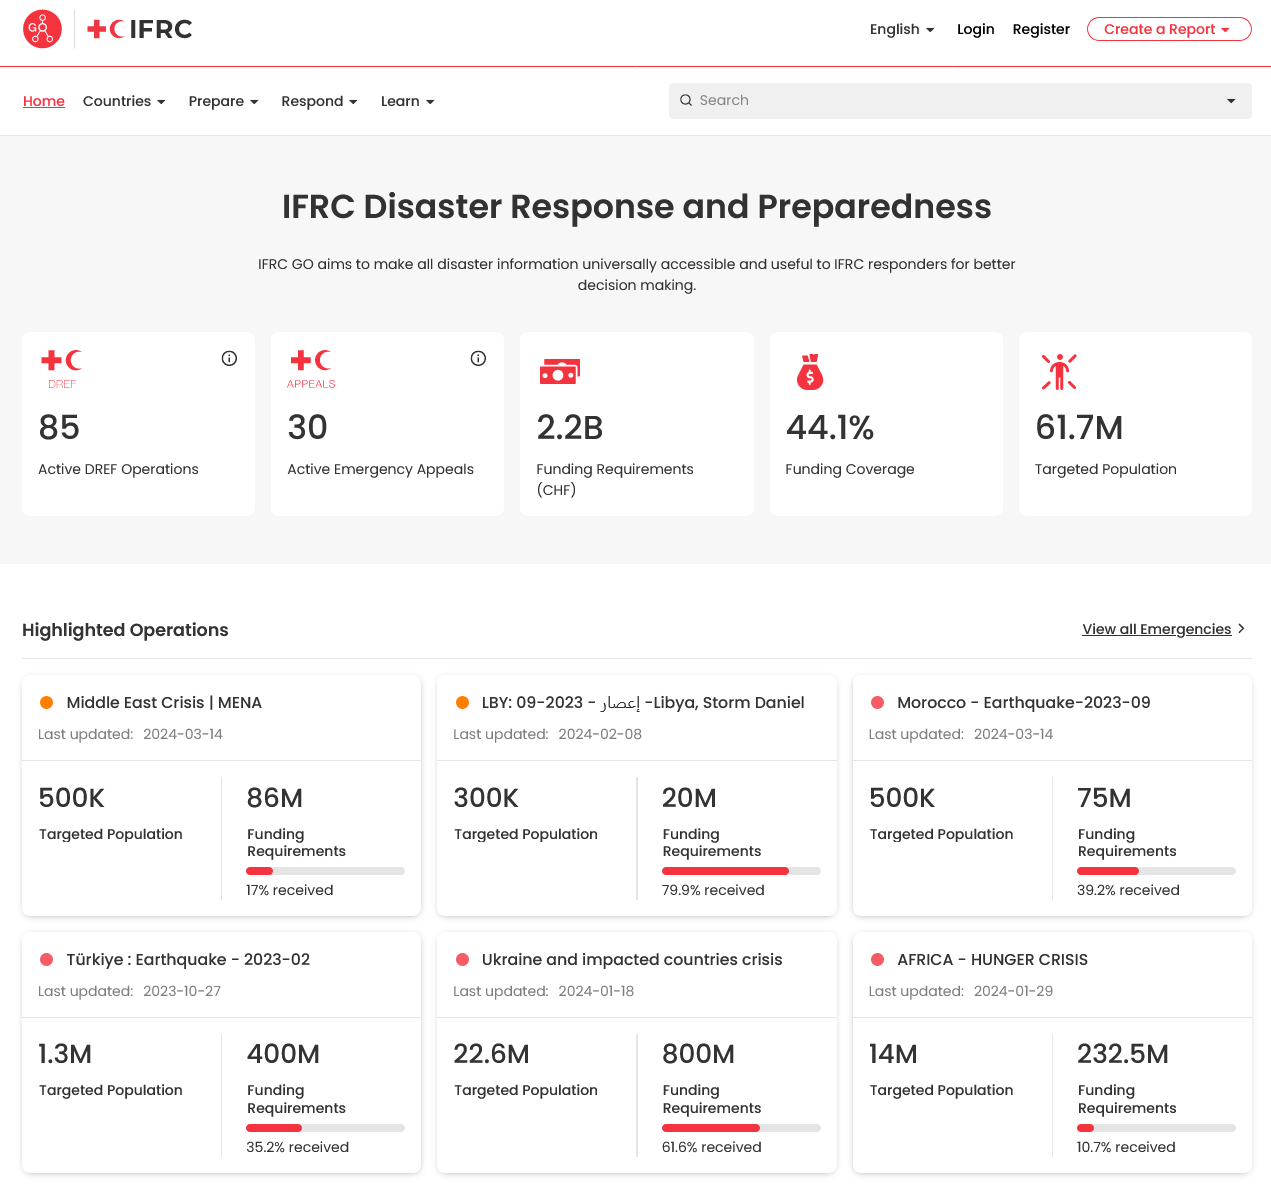 GO IFRC
English Login Register Create a Report
Home Countries Prepare Respond Learn Search
IFRC Disaster Response and Preparedness
IFRC GO aims to make all disaster information universally accessible and useful to IFRC responders for better
decision making.
DREF
85
Active DREF Operations
APPEALS
30
Active Emergency Appeals
2.2B
Funding Requirements
(CHF)
$
44.1%
Funding Coverage
61.7M
Targeted Population
Highlighted Operations
View all Emergencies
Middle East Crisis | MENA
Last updated: 2024-03-14
500K
Targeted Population
86M
Funding
Requirements
17% received
LBY: 09-2023 - إعصار -Libya, Storm Daniel
Last updated: 2024-02-08
300K
Targeted Population
20M
Funding
Requirements
79.9% received
Morocco - Earthquake-2023-09
Last updated: 2024-03-14
500K
Targeted Population
75M
Funding
Requirements
39.2% received
Türkiye : Earthquake - 2023-02
Last updated: 2023-10-27
1.3M
Targeted Population
400M
Funding
Requirements
35.2% received
Ukraine and impacted countries crisis
Last updated: 2024-01-18
22.6M
Targeted Population
800M
Funding
Requirements
61.6% received
AFRICA - HUNGER CRISIS
Last updated: 2024-01-29
14M
Targeted Population
232.5M
Funding
Requirements
10.7% received